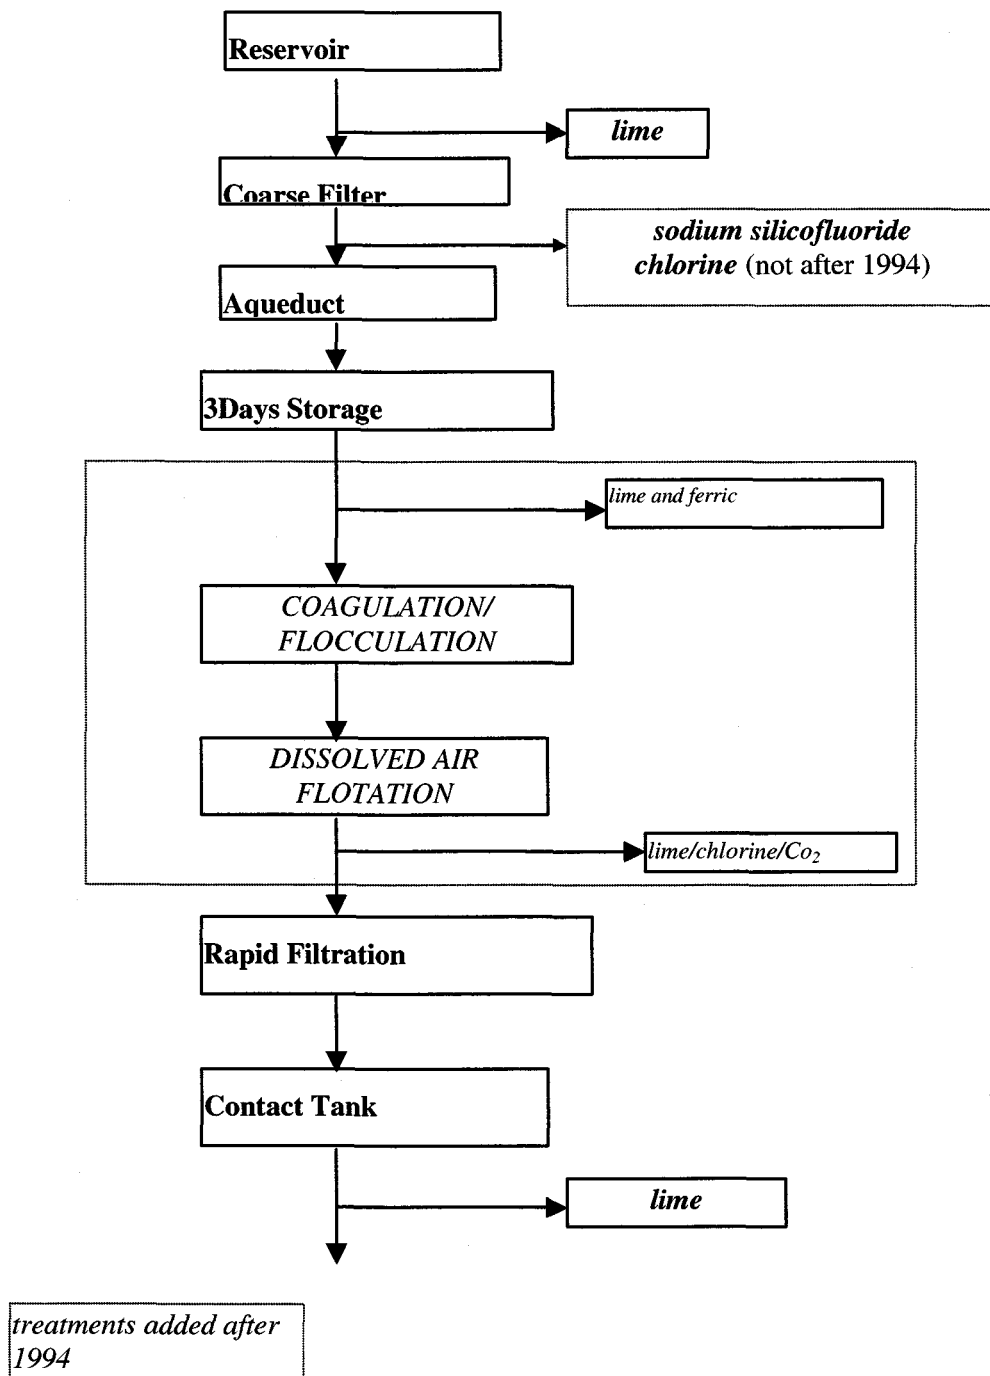 Reservoir
lime
Coarse Filter
sodium silicofluoride
chlorine (not after 1994)
Aqueduct
3Days Storage
lime and ferric
COAGULATION/
FLOCCULATION
DISSOLVED AIR
FLOTATION
lime/chlorine/Co₂
Rapid Filtration
Contact Tank
lime
treatments added after
1994